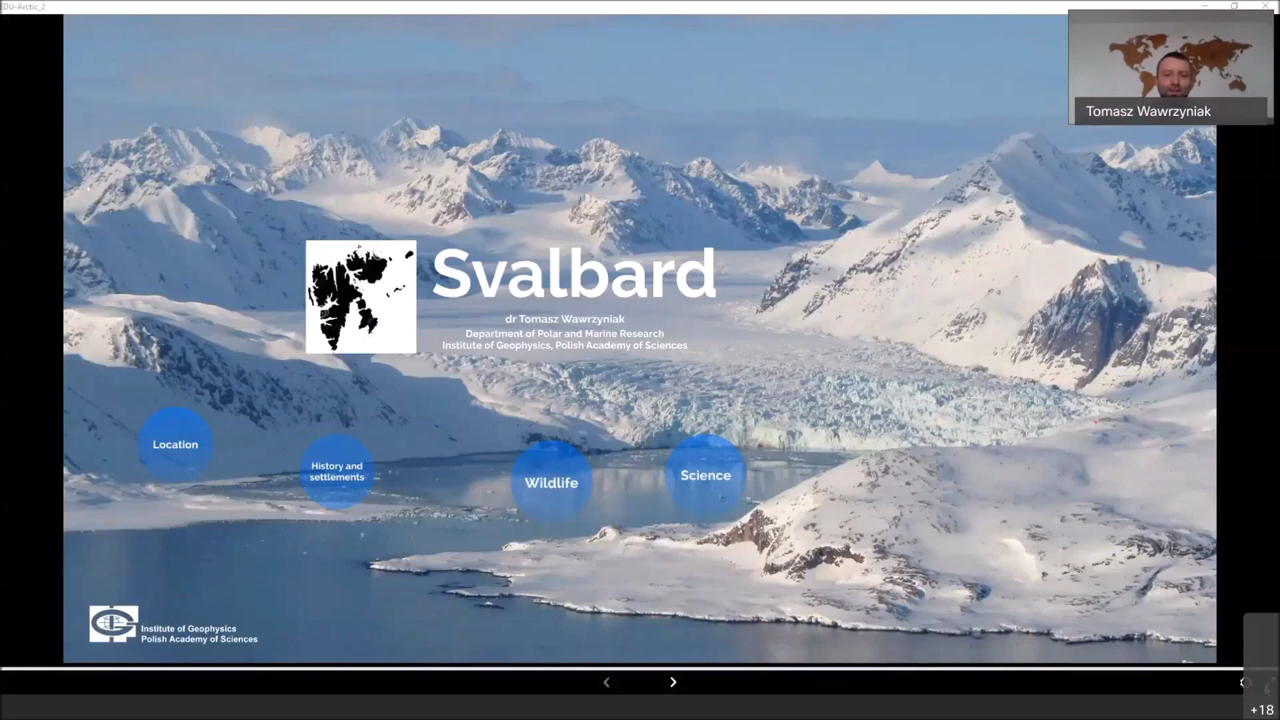 DU-Arctic_2
Tomasz Wawrzyniak
Svalbard
dr Tomasz Wawrzyniak
Department of Polar and Marine Research
Institute of Geophysics, Polish Academy of Sciences
Location
History and
settlements
Wildlife
Science
Institute of Geophysics
Polish Academy of Sciences
+18